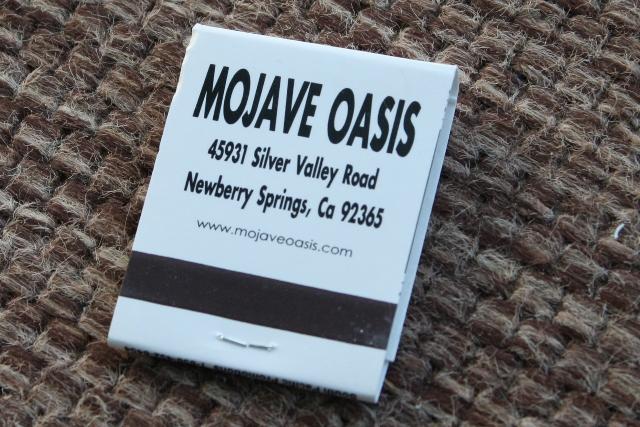 MOJAVE OASIS
45931 Silver Valley Road
Newberry Springs, Ca 92365
www.mojaveoasis.com